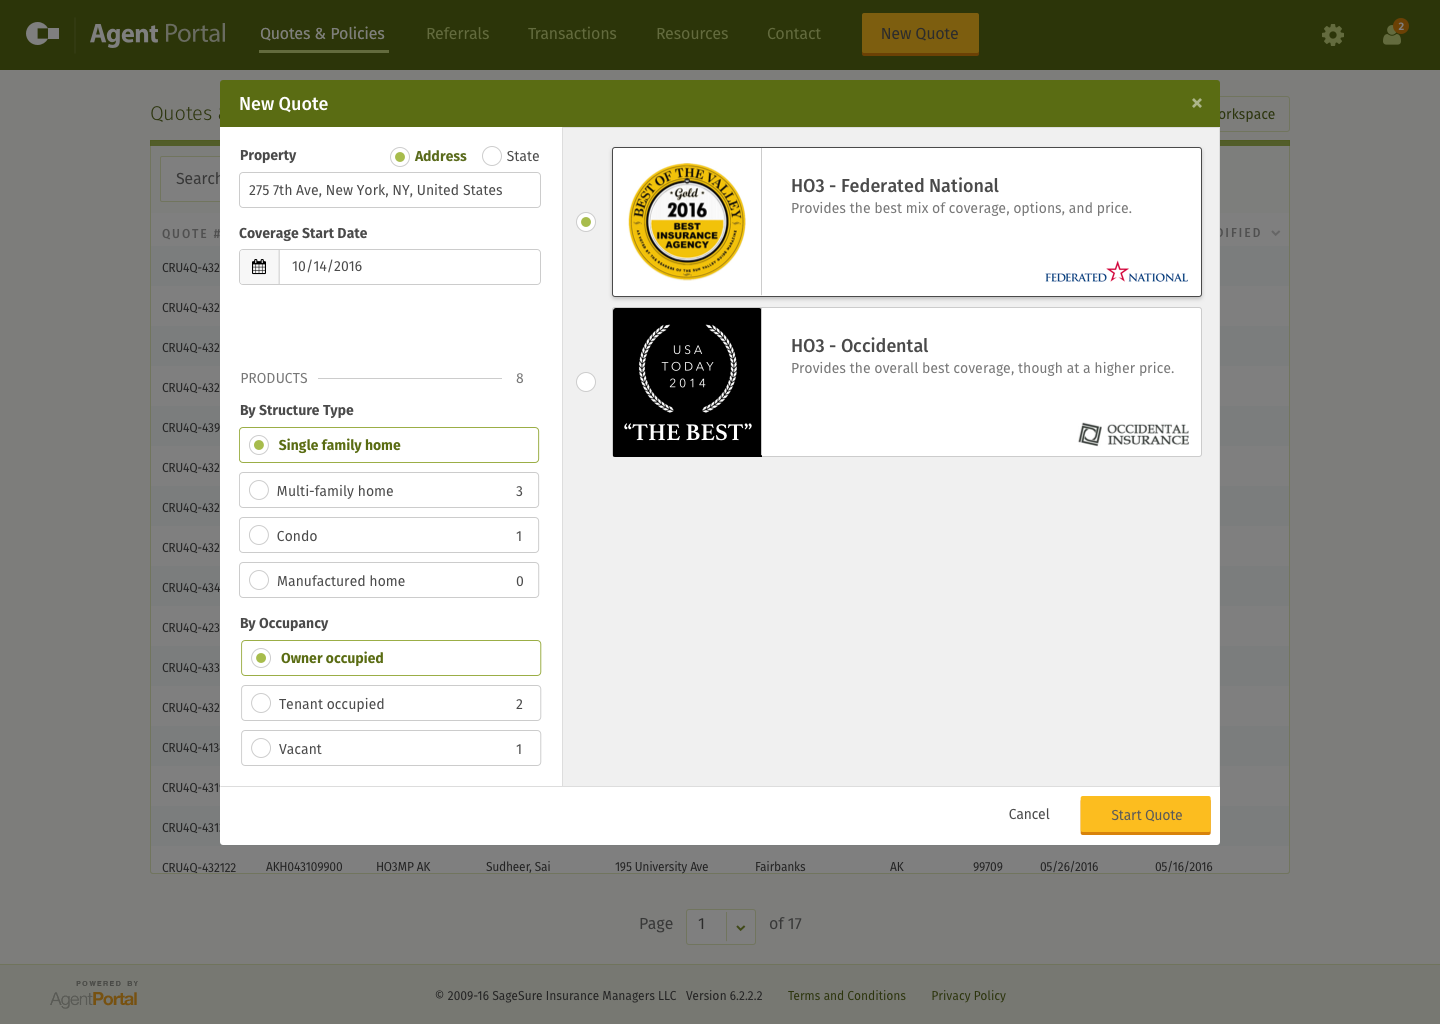 Agent Portal
Quotes & Policies
Referrals
Transactions
Resources
Contact
New Quote
2
Quotes
New Quote
×
orkspace
Search
QUOTE #
DIFIED
Property
Address
State
275 7th Ave, New York, NY, United States
Coverage Start Date
10/14/2016
PRODUCTS
8
By Structure Type
Single family home
Multi-family home 3
Condo 1
Manufactured home 0
By Occupancy
Owner occupied
Tenant occupied 2
Vacant 1
BEST OF THE VALLEY
Gold
2016
BEST
INSURANCE
AGENCY
HO3 - Federated National
Provides the best mix of coverage, options, and price.
FEDERATED NATIONAL
USA
TODAY
2014
“THE BEST”
HO3 - Occidental
Provides the overall best coverage, though at a higher price.
OCCIDENTAL
INSURANCE
Cancel
Start Quote
CRU4Q-432
CRU4Q-432
CRU4Q-432
CRU4Q-432
CRU4Q-439
CRU4Q-432
CRU4Q-432
CRU4Q-432
CRU4Q-434
CRU4Q-423
CRU4Q-433
CRU4Q-432
CRU4Q-413
CRU4Q-431
CRU4Q-431
CRU4Q-432122 AKH043109900 HO3MP AK Sudheer, Sai 195 University Ave Fairbanks AK 99709 05/26/2016 05/16/2016
Page 1 of 17
POWERED BY
AgentPortal
© 2009-16 SageSure Insurance Managers LLC Version 6.2.2.2 Terms and Conditions Privacy Policy